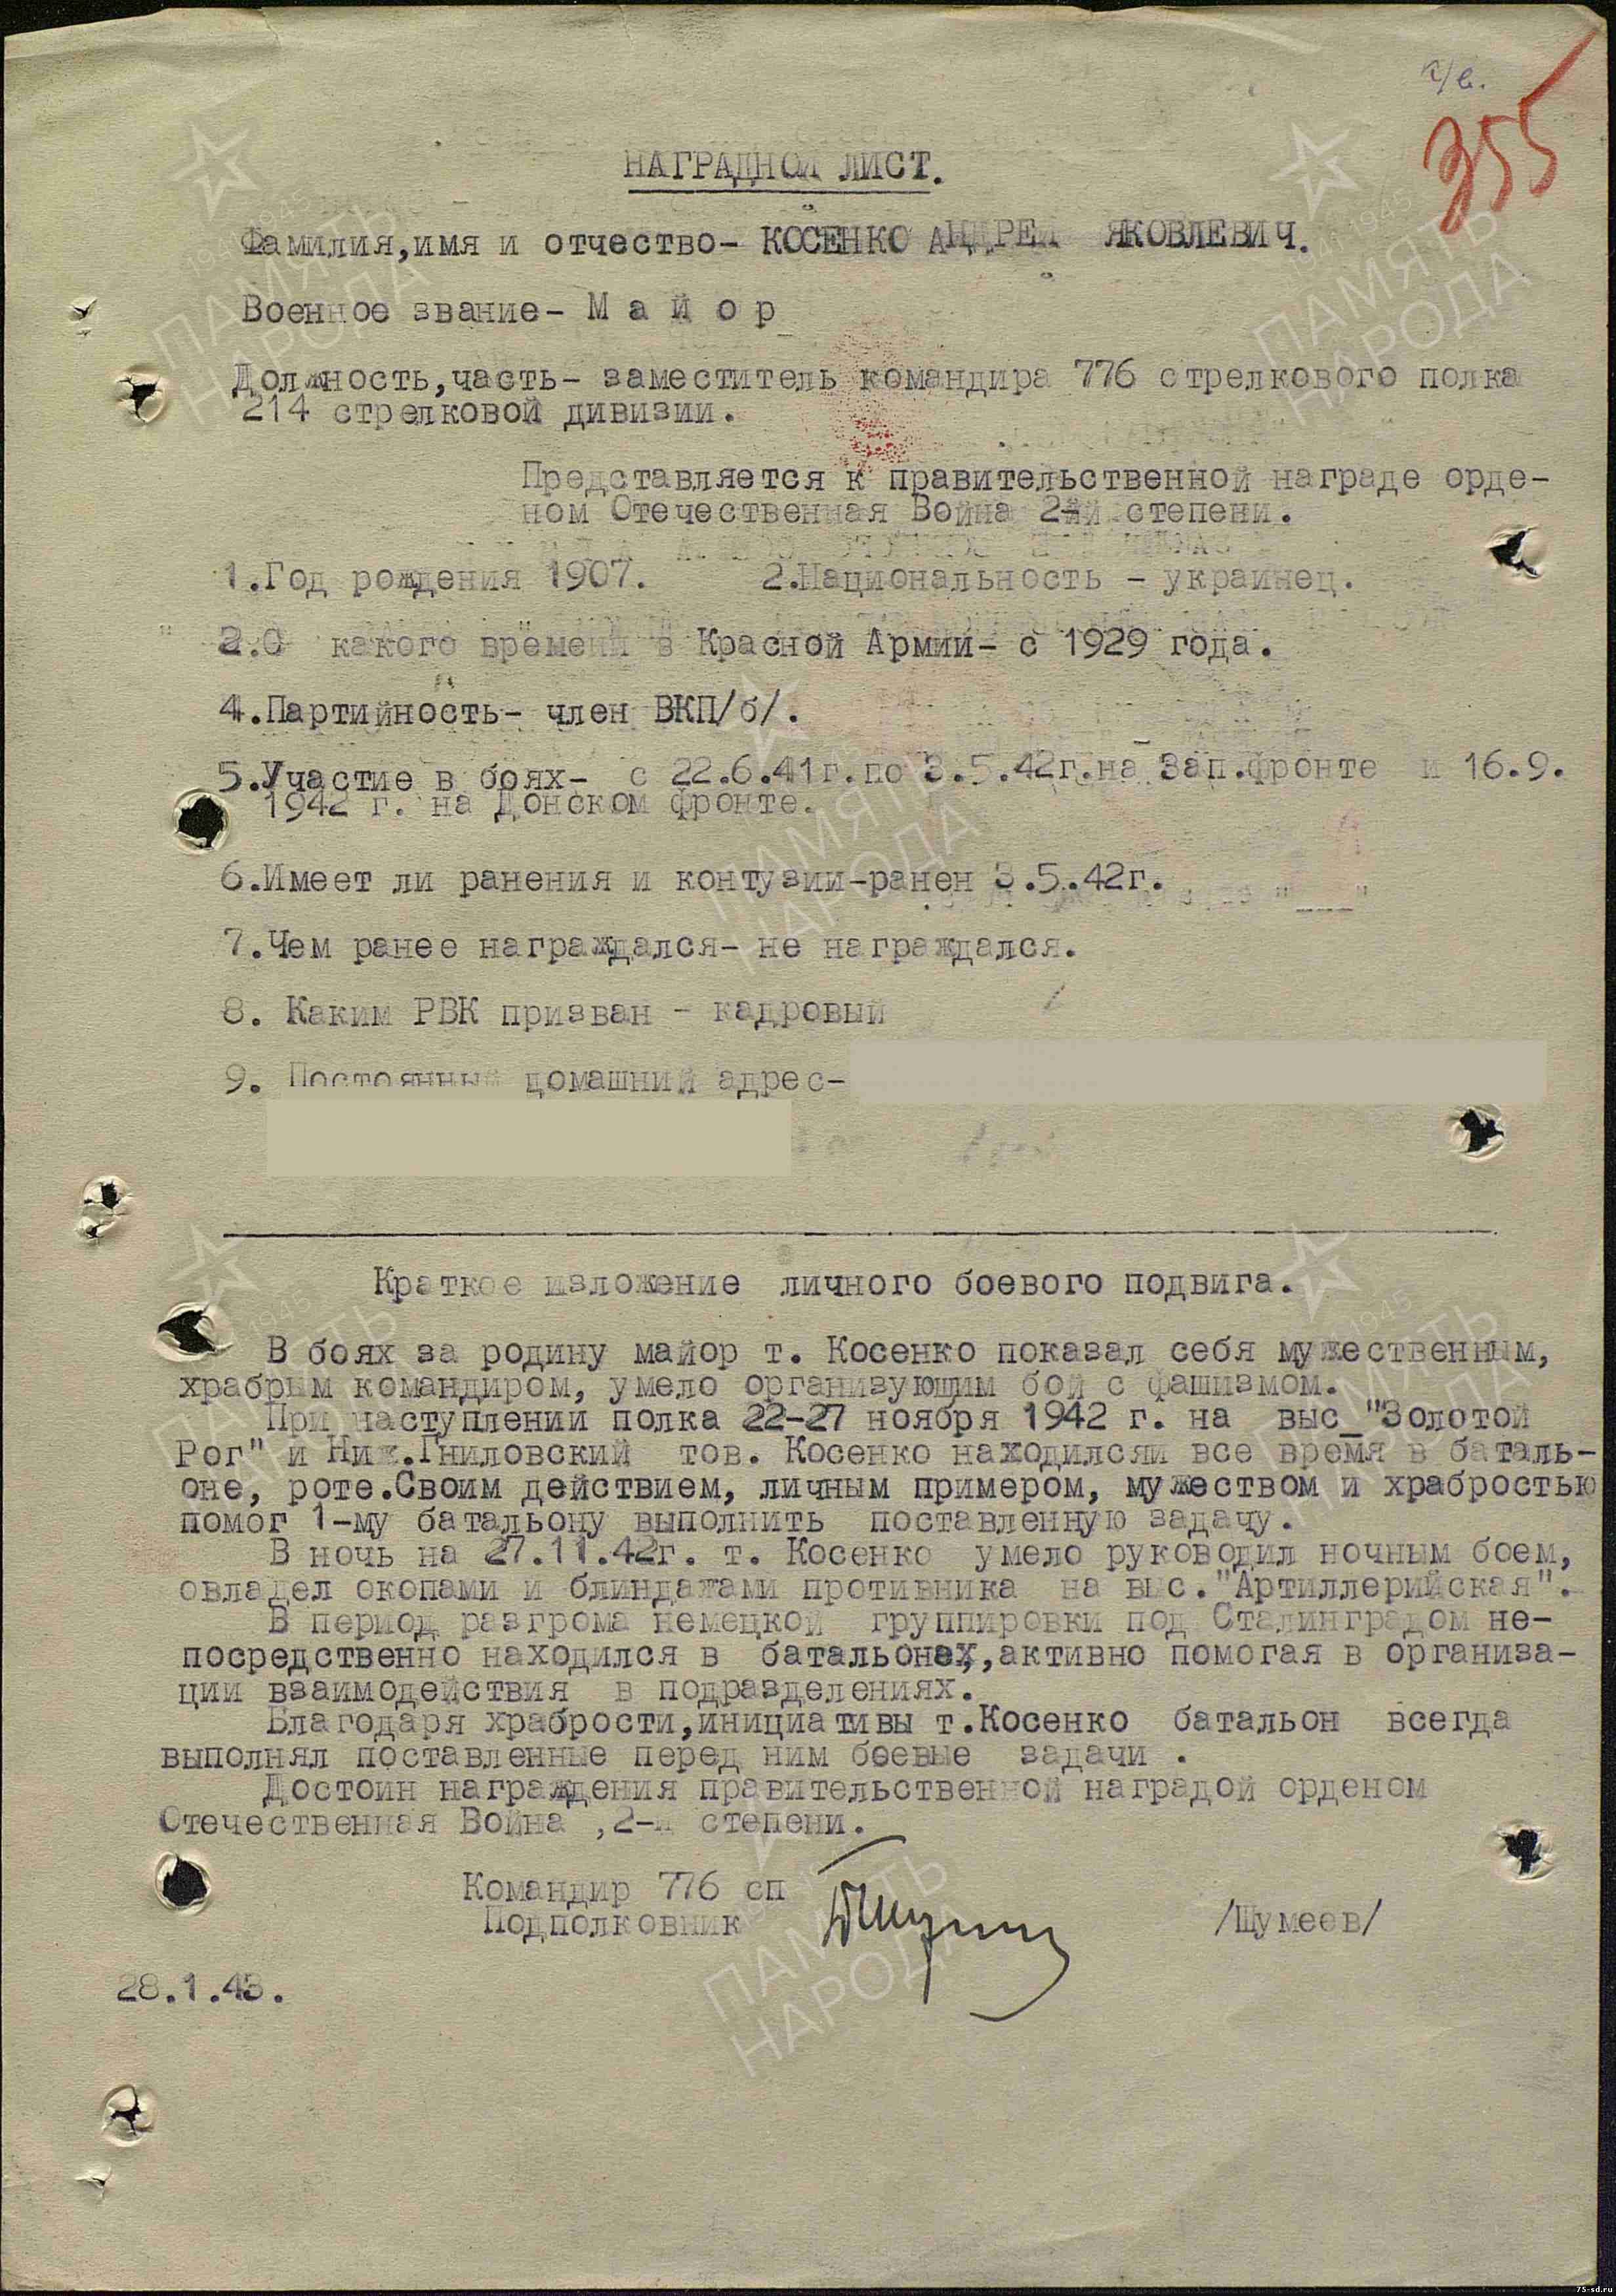 355
НАГРАДНОЙ ЛИСТ.
Фамилия,имя и отчество- КОСЕНКО АНДРЕЙ ЯКОВЛЕВИЧ.
Военное звание- М а й о р
Должность,часть- заместитель командира 776 стрелкового полка
214 стрелковой дивизии.
Представляется к правительственной награде орде-
ном Отечественная Война 2-й степени.
1.Год рождения 1907. 2.Национальность - украинец.
2.С какого времени в Красной Армии- с 1929 года.
4.Партийность- член ВКП/б/.
5.Участие в боях- с 22.6.41г.по 3.5.42г.на Зап.фронте и 16.9.
1942 г. на Донском фронте.
6.Имеет ли ранения и контузии-ранен 3.5.42г.
7.Чем ранее награждался- не награждался.
8. Каким РВК призван - кадровый
9. Постоянный домашний адрес-
Краткое изложение личного боевого подвига.
В боях за родину майор т. Косенко показал себя мужественным,
храбрым командиром, умело организующим бой с фашизмом.
При наступлении полка 22-27 ноября 1942 г. на выс "Золотой
Рог" и Ниж.Гниловский тов. Косенко находился все время в баталь-
оне, роте.Своим действием, личным примером, мужеством и храбростью
помог 1-му батальону выполнить поставленную задачу.
В ночь на 27.11.42г. т. Косенко умело руководил ночным боем,
овладел окопами и блиндажами противника на выс."Артиллерийская".
В период разгрома немецкой группировки под Сталинградом не-
посредственно находился в батальонах,активно помогая в организа-
ции взаимодействия в подразделениях.
Благодаря храбрости,инициативы т.Косенко батальон всегда
выполнял поставленные перед ним боевые задачи .
Достоин награждения правительственной наградой орденом
Отечественная Война ,2-й степени.
Командир 776 сп
Подполковник /Шумеев/
28.1.43.
ПАМЯТЬ НАРОДА
75-sd.ru